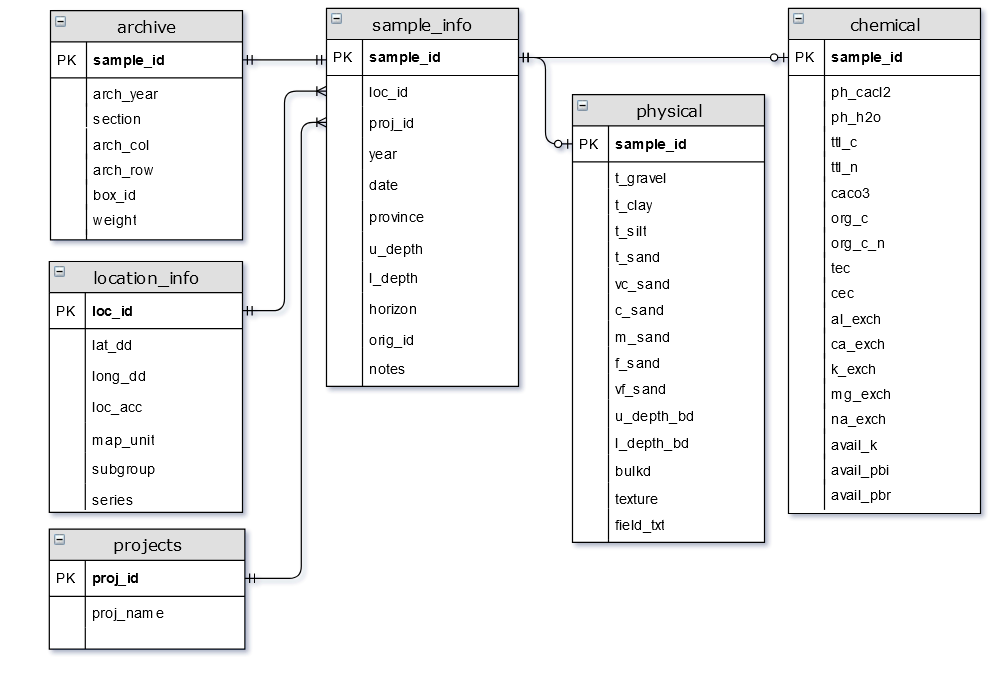 archive
PK sample_id
arch_year
section
arch_col
arch_row
box_id
weight
location_info
PK loc_id
lat_dd
long_dd
loc_acc
map_unit
subgroup
series
projects
PK proj_id
proj_name
sample_info
PK sample_id
loc_id
proj_id
year
date
province
u_depth
l_depth
horizon
orig_id
notes
physical
PK sample_id
t_gravel
t_clay
t_silt
t_sand
vc_sand
c_sand
m_sand
f_sand
vf_sand
u_depth_bd
l_depth_bd
bulkd
texture
field_txt
chemical
PK sample_id
ph_cacl2
ph_h2o
ttl_c
ttl_n
caco3
org_c
org_c_n
tec
cec
al_exch
ca_exch
k_exch
mg_exch
na_exch
avail_k
avail_pbi
avail_pbr